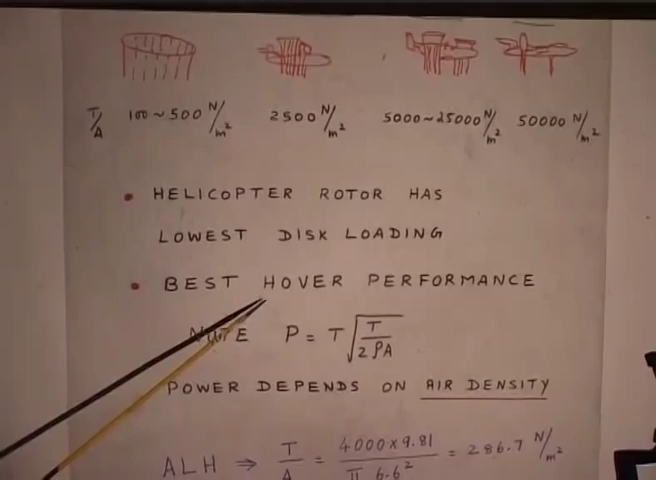 T/A 100~500 N/m² 2500 N/m² 5000~25000 N/m² 50000 N/m²
• HELICOPTER ROTOR HAS
LOWEST DISK LOADING
• BEST HOVER PERFORMANCE
NOTE P = T√(T/2ρA)
POWER DEPENDS ON AIR DENSITY
ALH ⇒ T/A = 4000×9.81/π 6.6² = 286.7 N/m²